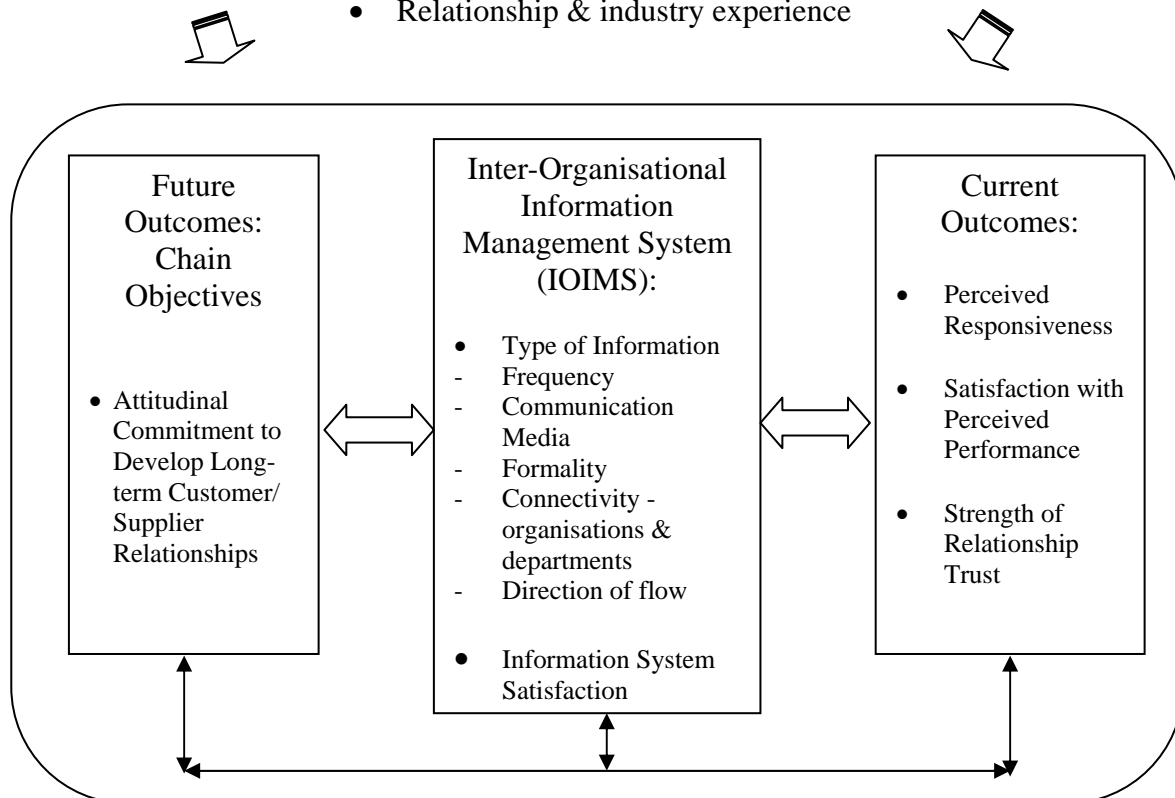 • Relationship & industry experience
Future
Outcomes:
Chain
Objectives
• Attitudinal
Commitment to
Develop Long-
term Customer/
Supplier
Relationships
Inter-Organisational
Information
Management System
(IOIMS):
• Type of Information
- Frequency
- Communication
Media
- Formality
- Connectivity -
organisations &
departments
- Direction of flow
• Information System
Satisfaction
Current
Outcomes:
• Perceived
Responsiveness
• Satisfaction with
Perceived
Performance
• Strength of
Relationship
Trust